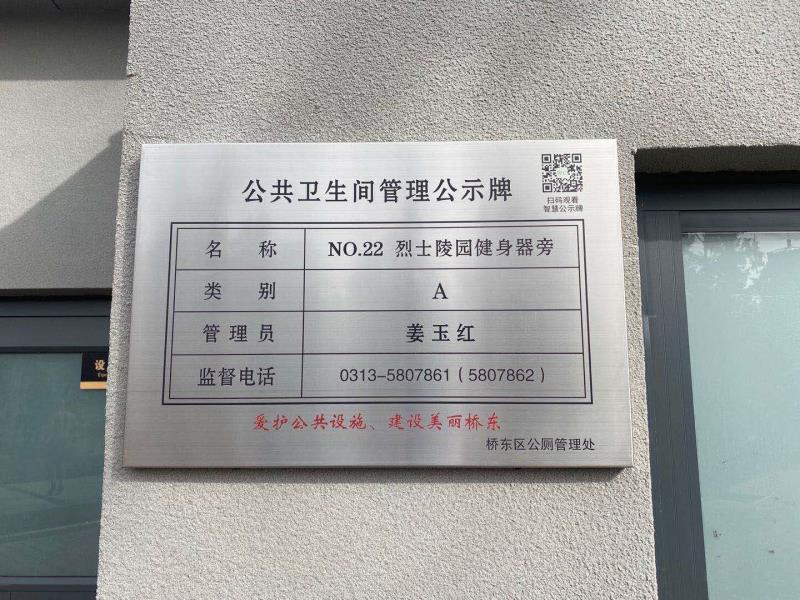 公共卫生间管理公示牌
扫码观看
智慧公示牌
名 称 NO.22 烈士陵园健身器旁
类 别 A
管理员 姜玉红
监督电话 0313-5807861（5807862）
爱护公共设施、建设美丽桥东
桥东区公厕管理处
设